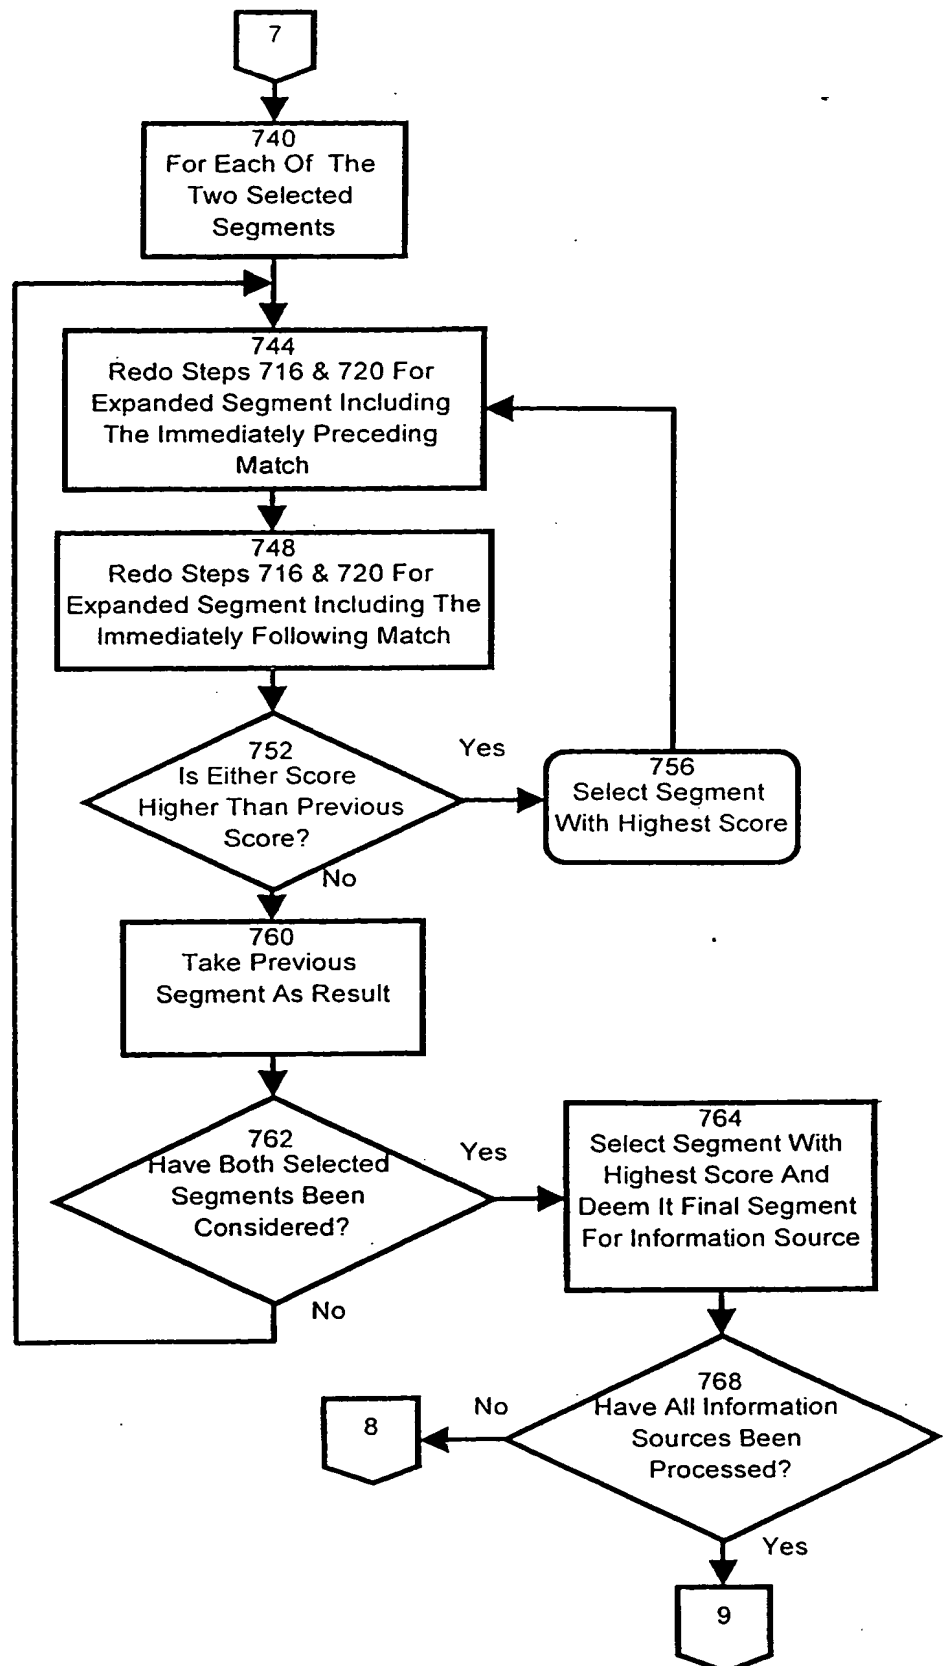 7
740
For Each Of The
Two Selected
Segments
744
Redo Steps 716 & 720 For
Expanded Segment Including
The Immediately Preceding
Match
748
Redo Steps 716 & 720 For
Expanded Segment Including The
Immediately Following Match
752
Is Either Score
Higher Than Previous
Score?
Yes
756
Select Segment
With Highest Score
No
760
Take Previous
Segment As Result
762
Have Both Selected
Segments Been
Considered?
Yes
764
Select Segment With
Highest Score And
Deem It Final Segment
For Information Source
No
768
Have All Information
Sources Been
Processed?
No
8
Yes
9